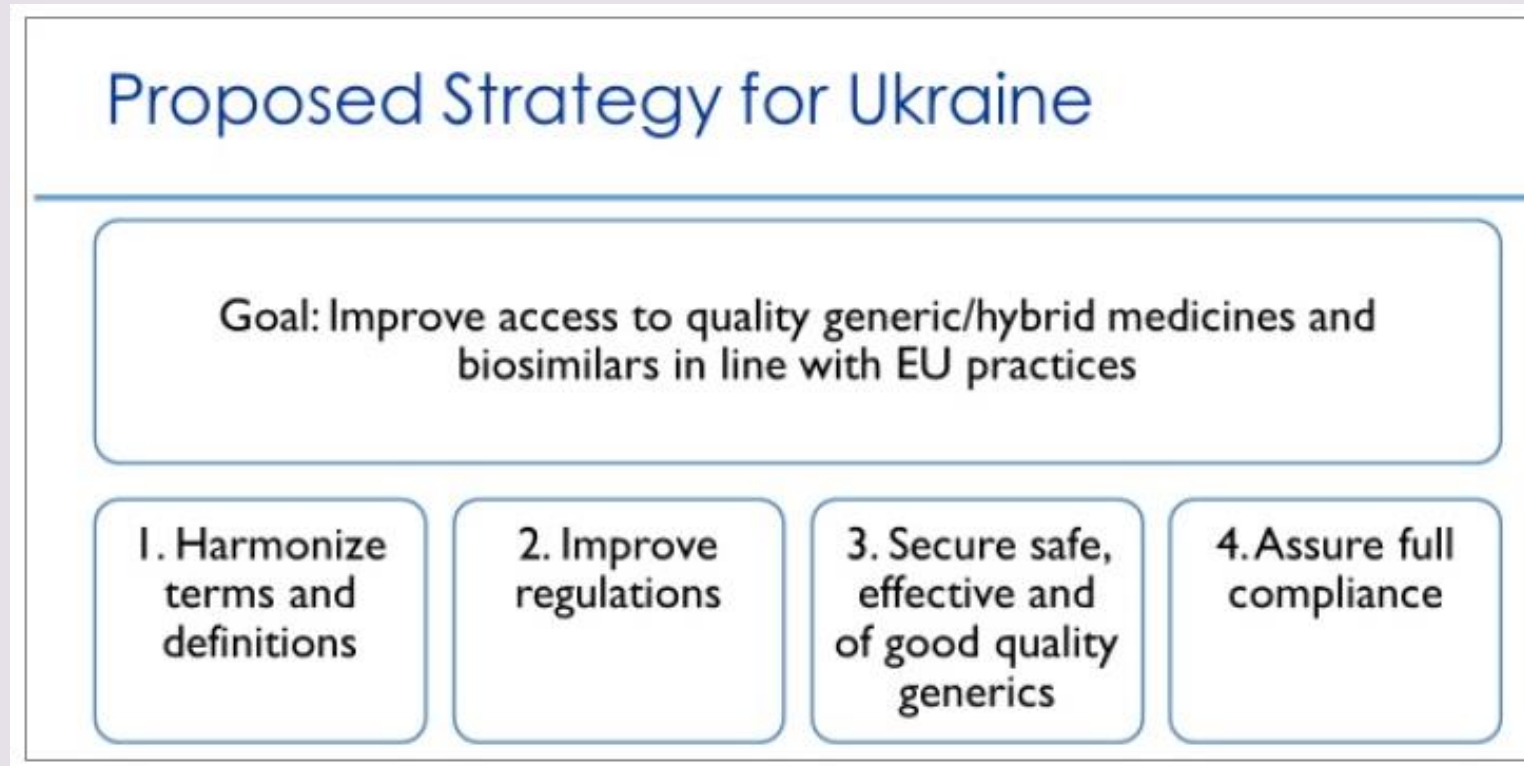 Proposed Strategy for Ukraine
Goal: Improve access to quality generic/hybrid medicines and
biosimilars in line with EU practices
1. Harmonize
terms and
definitions
2. Improve
regulations
3. Secure safe,
effective and
of good quality
generics
4. Assure full
compliance